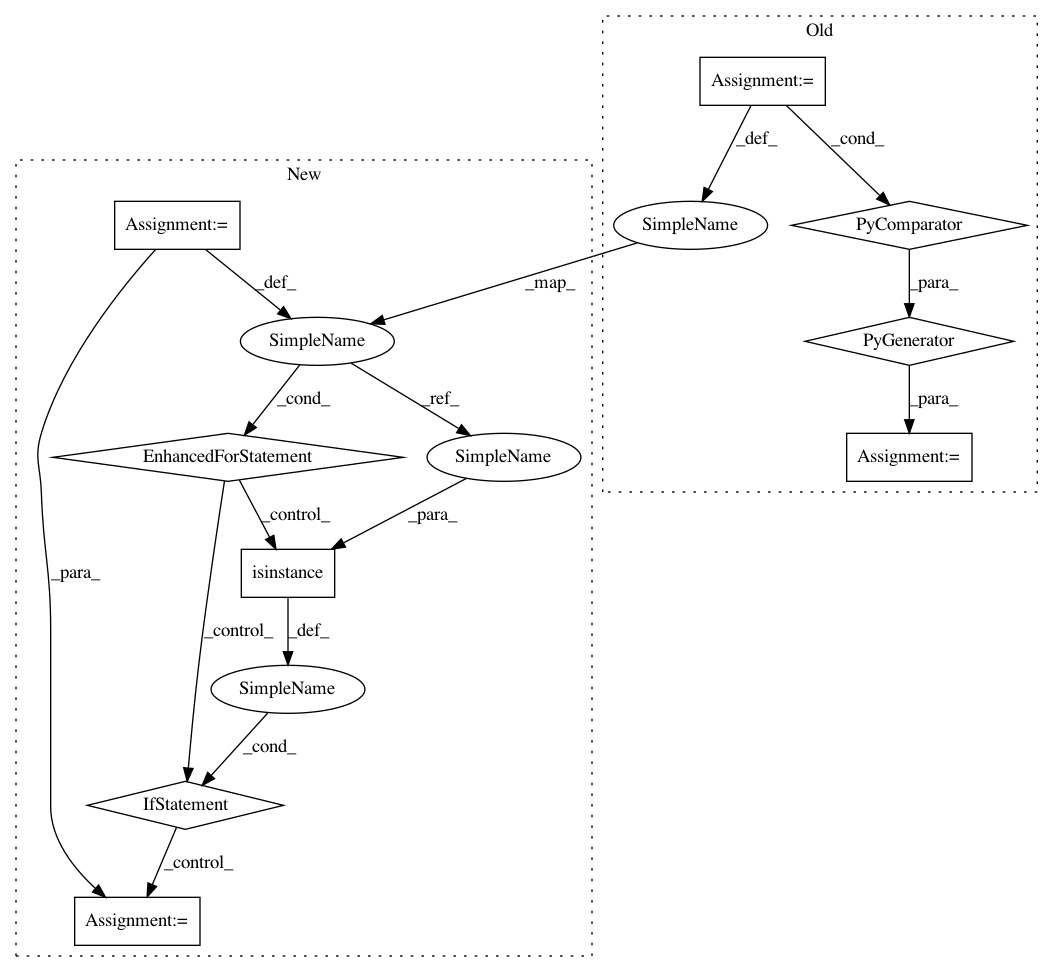 Old
Assignment:=
_def_
_cond_
New
Assignment:=
SimpleName
PyComparator
_def_
_map_
_para_
SimpleName
PyGenerator
_cond_
_ref_
_para_
EnhancedForStatement
SimpleName
Assignment:=
_control_
_para_
_para_
isinstance
_control_
_def_
SimpleName
_cond_
IfStatement
_control_
Assignment:=